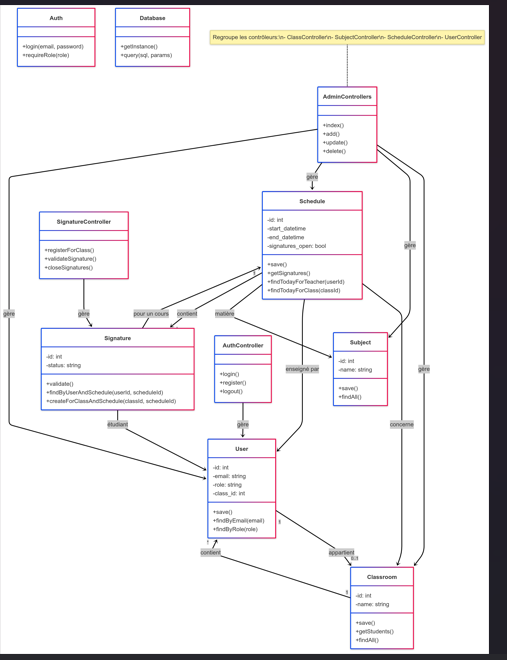 Auth
+login(email, password)
+requireRole(role)
Database
+getInstance()
+query(sql, params)
Regroupe les contrôleurs:\n- ClassController\n- SubjectController\n- ScheduleController\n- UserController
AdminControllers
+index()
+add()
+update()
+delete()
gère
Schedule
-id: int
-start_datetime
-end_datetime
-signatures_open: bool
+save()
+getSignatures()
+findTodayForTeacher(userId)
+findTodayForClass(classId)
SignatureController
+registerForClass()
+validateSignature()
+closeSignatures()
gère
gère
gère
pour un cours
contient
matière
Signature
-id: int
-status: string
+validate()
+findByUserAndSchedule(userId, scheduleId)
+createForClassAndSchedule(classId, scheduleId)
AuthController
+login()
+register()
+logout()
Subject
-id: int
-name: string
+save()
+findAll()
enseigné par
gère
étudiant
gère
concerne
User
-id: int
-email: string
-role: string
-class_id: int
+save()
+findByEmail(email)
+findByRole(role)
contient
appartient
Classroom
-id: int
-name: string
+save()
+getStudents()
+findAll()